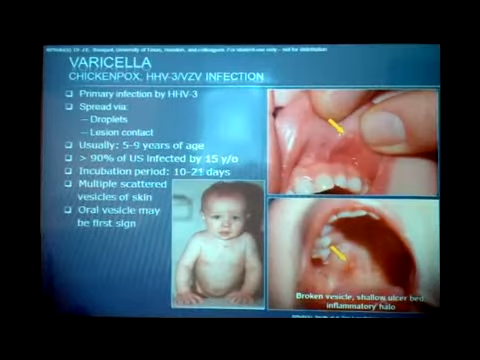 VARICELLA
CHICKENPOX; HHV-3/VZV INFECTION
❑ Primary infection by HHV-3
❑ Spread via:
– Droplets
– Lesion contact
❑ Usually: 5-9 years of age
❑ > 90% of US infected by 15 y/o
❑ Incubation period: 10-21 days
❑ Multiple scattered
vesicles of skin
❑ Oral vesicle may
be first sign
Broken vesicle, shallow ulcer bed,
inflammatory halo